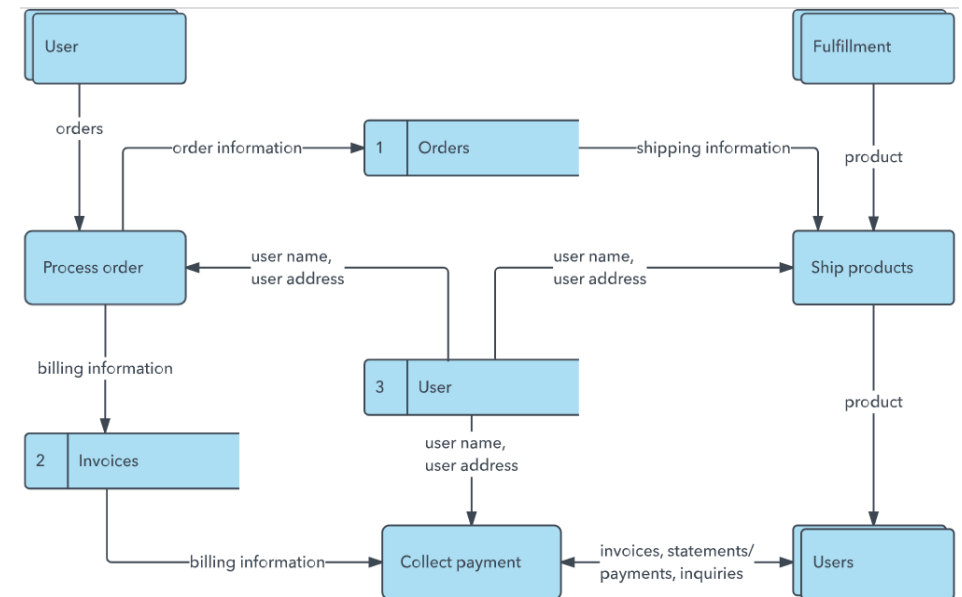 User
Fulfillment
orders
order information
1
Orders
shipping information
product
Process order
user name,
user address
user name,
user address
Ship products
billing information
3
User
product
user name,
user address
2
Invoices
billing information
Collect payment
invoices, statements/
payments, inquiries
Users